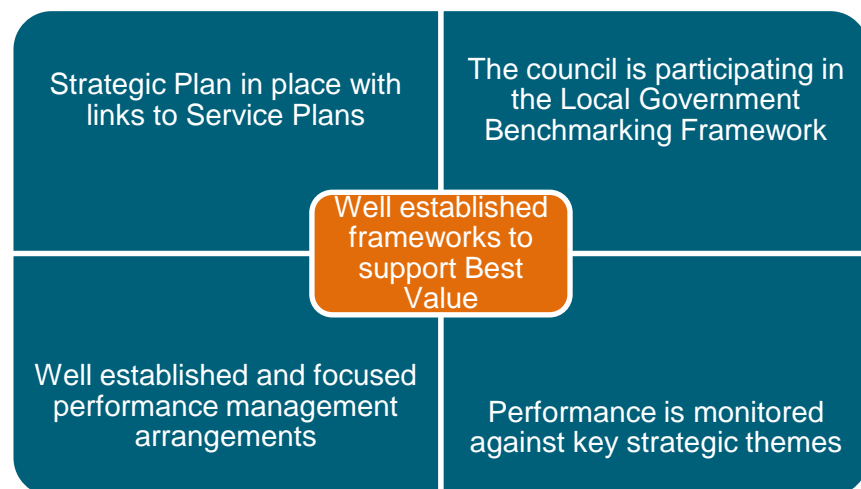 Strategic Plan in place with
links to Service Plans
The council is participating in
the Local Government
Benchmarking Framework
Well established
frameworks to
support Best
Value
Well established and focused
performance management
arrangements
Performance is monitored
against key strategic themes